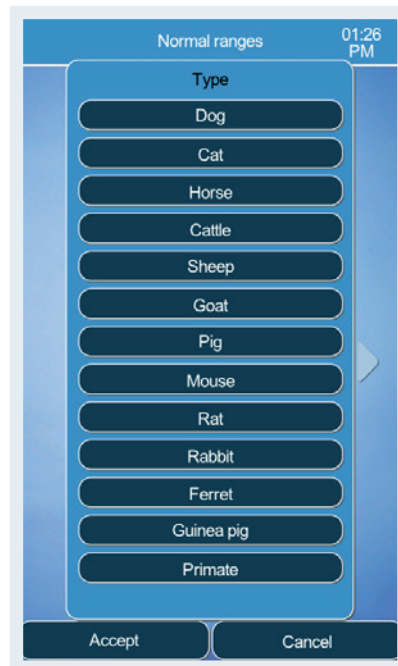 Normal ranges
01:26
PM
Type
Dog
Cat
Horse
Cattle
Sheep
Goat
Pig
Mouse
Rat
Rabbit
Ferret
Guinea pig
Primate
Accept
Cancel